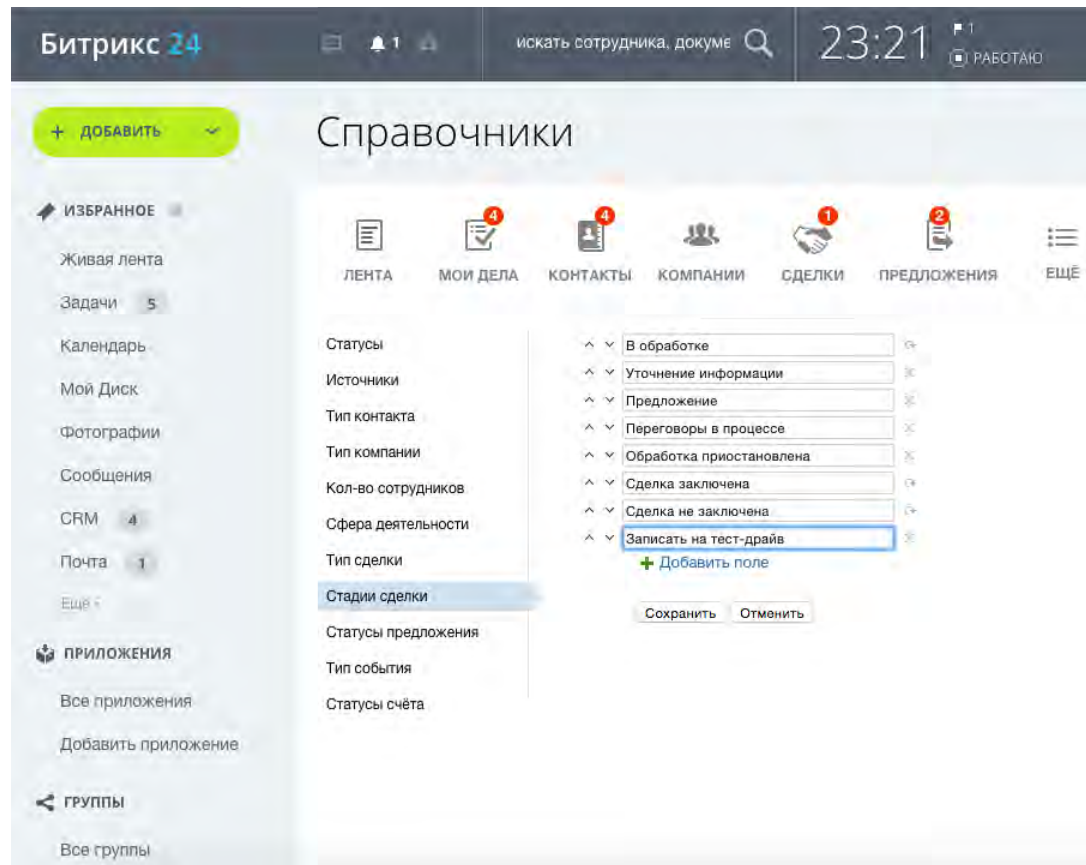 Битрикс 24
1
искать сотрудника, докуме
23:21
1
РАБОТАЮ
+ ДОБАВИТЬ
Справочники
ИЗБРАННОЕ
Живая лента
Задачи 5
Календарь
Мой Диск
Фотографии
Сообщения
CRM 4
Почта 1
Ещё
ПРИЛОЖЕНИЯ
Все приложения
Добавить приложение
ГРУППЫ
Все группы
4
4
1
2
ЛЕНТА МОИ ДЕЛА КОНТАКТЫ КОМПАНИИ СДЕЛКИ ПРЕДЛОЖЕНИЯ ЕЩЁ
Статусы
Источники
Тип контакта
Тип компании
Кол-во сотрудников
Сфера деятельности
Тип сделки
Стадии сделки
Статусы предложения
Тип события
Статусы счёта
В обработке
Уточнение информации
Предложение
Переговоры в процессе
Обработка приостановлена
Сделка заключена
Сделка не заключена
Записать на тест-драйв
Добавить поле
Сохранить Отменить